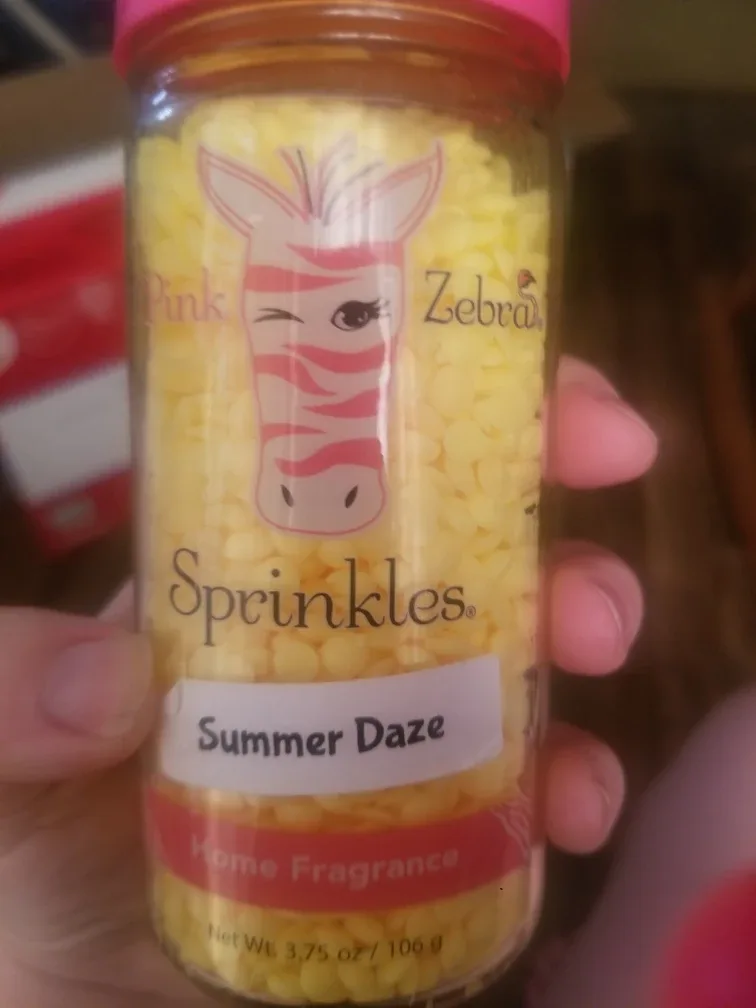 Pink Zebra®
Sprinkles®
Summer Daze
Home Fragrance
Net Wt. 3.75 oz / 106 g